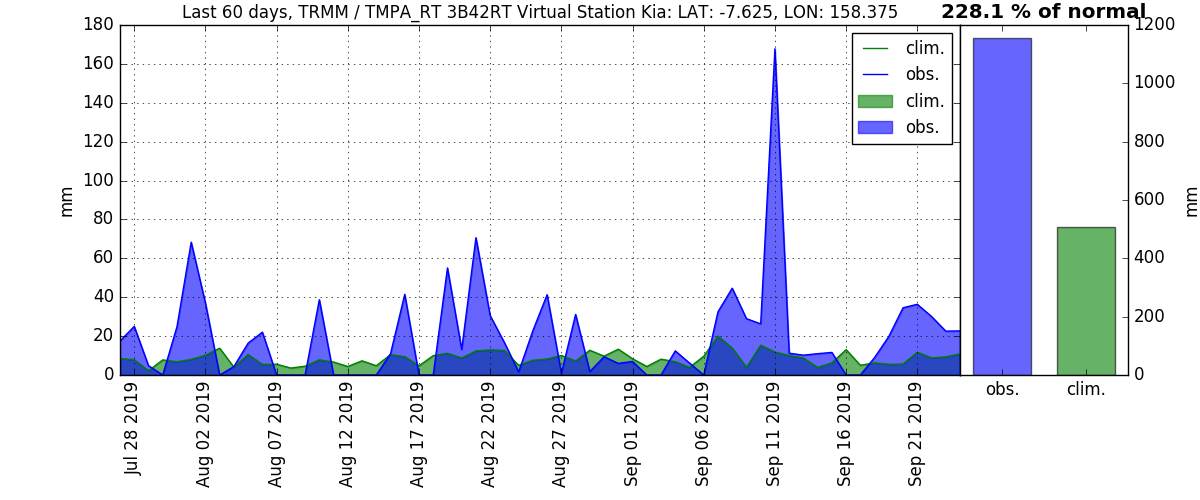 Last 60 days, TRMM / TMPA_RT 3B42RT Virtual Station Kia: LAT: -7.625, LON: 158.375
228.1 % of normal
180
160
140
120
100
80
60
40
20
0
mm
clim.
obs.
clim.
obs.
Jul 28 2019
Aug 02 2019
Aug 07 2019
Aug 12 2019
Aug 17 2019
Aug 22 2019
Aug 27 2019
Sep 01 2019
Sep 06 2019
Sep 11 2019
Sep 16 2019
Sep 21 2019
1200
1000
800
600
400
200
0
mm
obs.
clim.